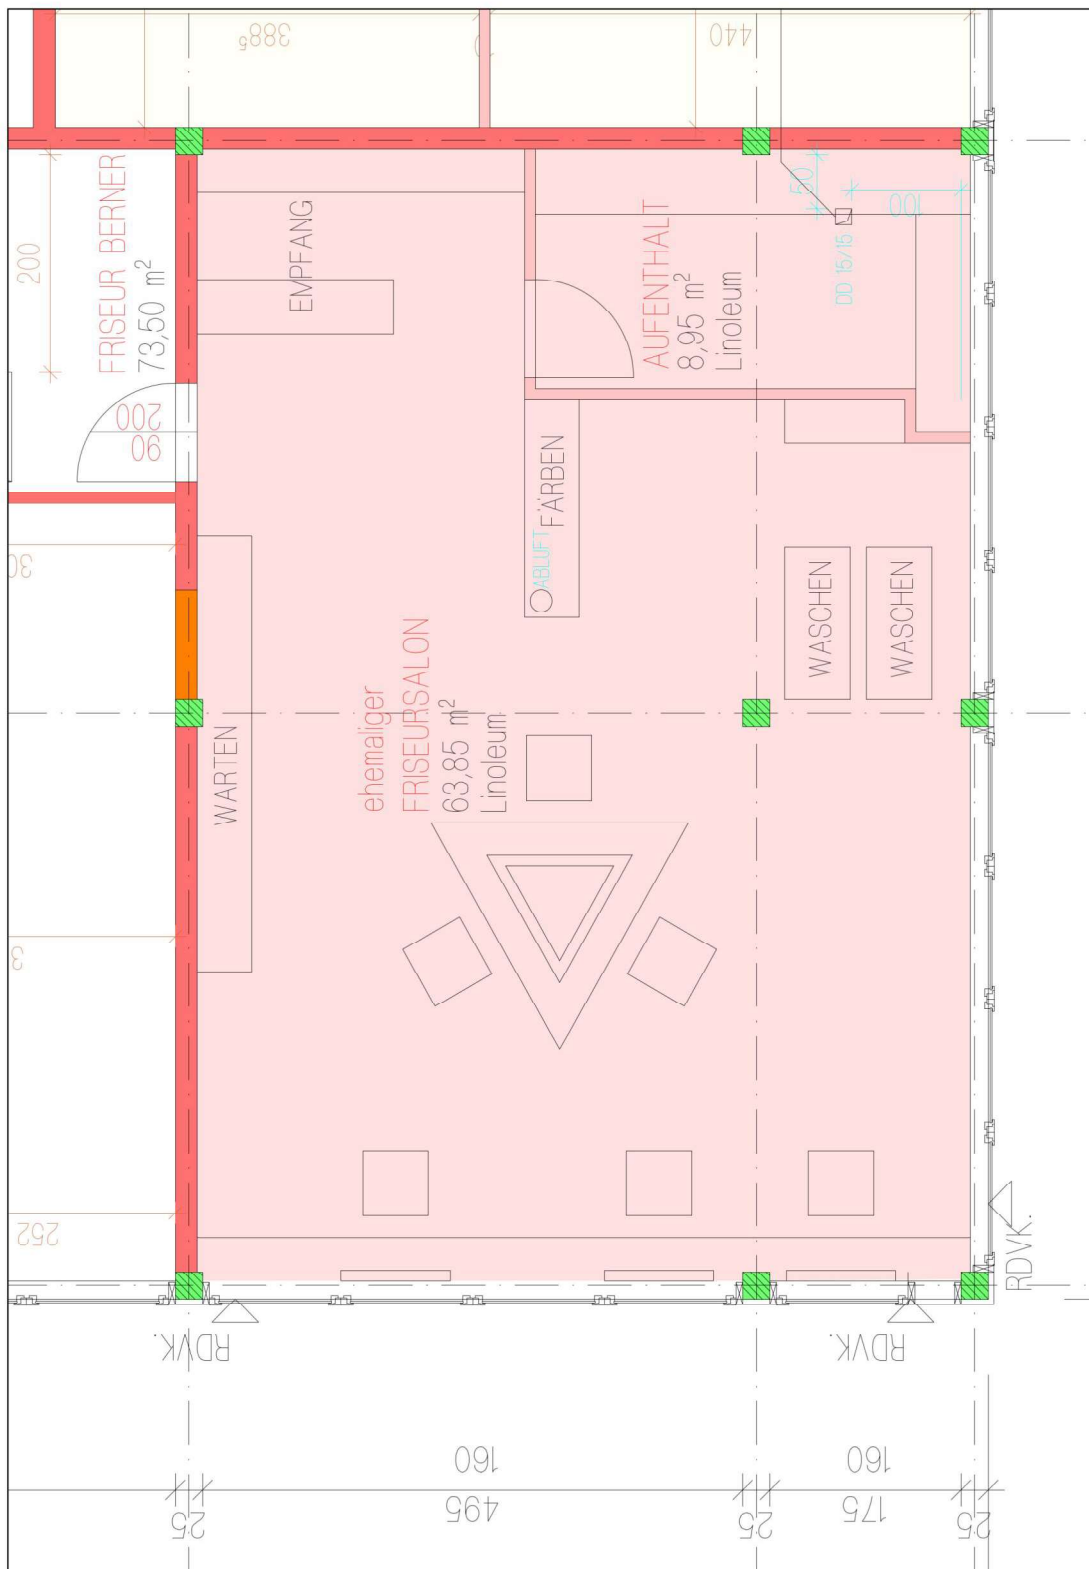 388⁵
440
FRISEUR BERNER
73,50 m²
200
90
200
EMPFANG
AUFENTHALT
8,95 m²
Linoleum
50
100
DD 15/15
FÄRBEN
ABLUFT
WASCHEN
WASCHEN
WARTEN
ehemaliger
FRISEURSALON
63,85 m²
Linoleum
30
3
252
RDVK.
RDVK.
RDVK.
160
160
25
495
25
175
25